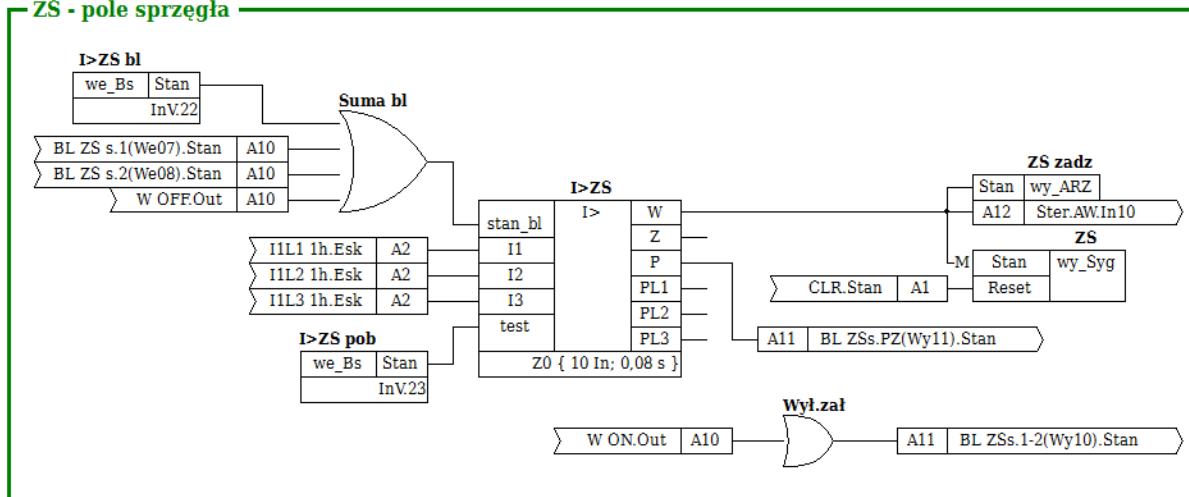 ZS - pole sprzęgła
I>ZS bl
we_Bs Stan
InV.22
Suma bl
BL ZS s.1(We07).Stan A10
BL ZS s.2(We08).Stan A10
W OFF.Out A10
I>ZS
stan_bl I> W
Z
I1L1 1h.Esk A2 I1
I1L2 1h.Esk A2 I2 P
I1L3 1h.Esk A2 I3 PL1
test PL2
PL3
Z0 { 10 In; 0,08 s }
I>ZS pob
we_Bs Stan
InV.23
ZS zadz
Stan wy_ARZ
A12 Ster.AW.In10
ZS
M Stan wy_Syg
CLR.Stan A1 Reset
A11 BL ZSs.PZ(Wy11).Stan
Wył.zał
W ON.Out A10 A11 BL ZSs.1-2(Wy10).Stan